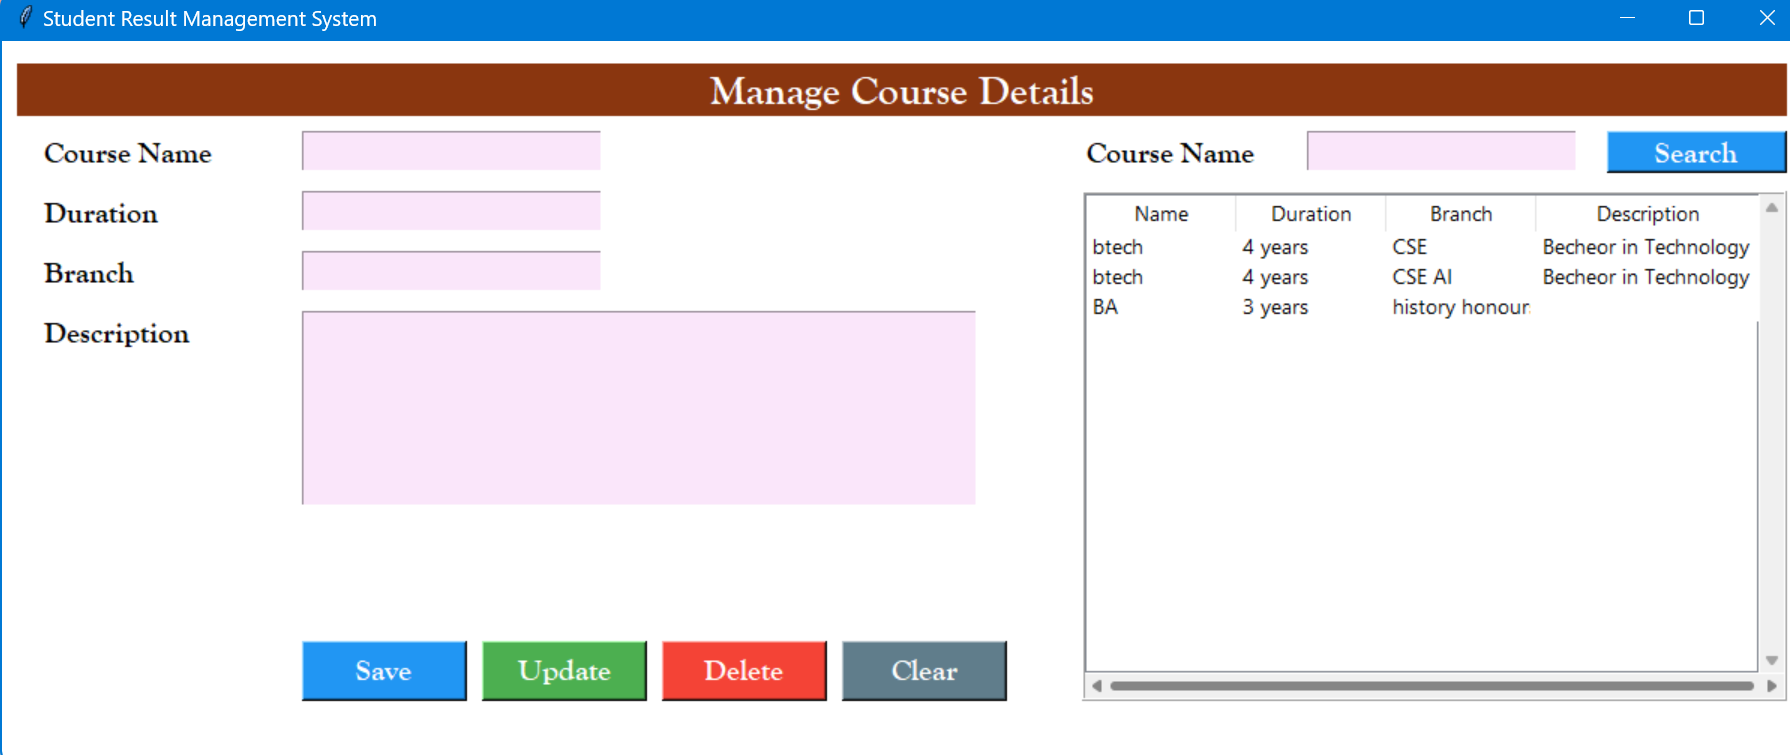 Student Result Management System
Manage Course Details
Course Name
Duration
Branch
Description
Save Update Delete Clear
Course Name Search
Name Duration Branch Description
btech 4 years CSE Becheor in Technology
btech 4 years CSE AI Becheor in Technology
BA 3 years history honour